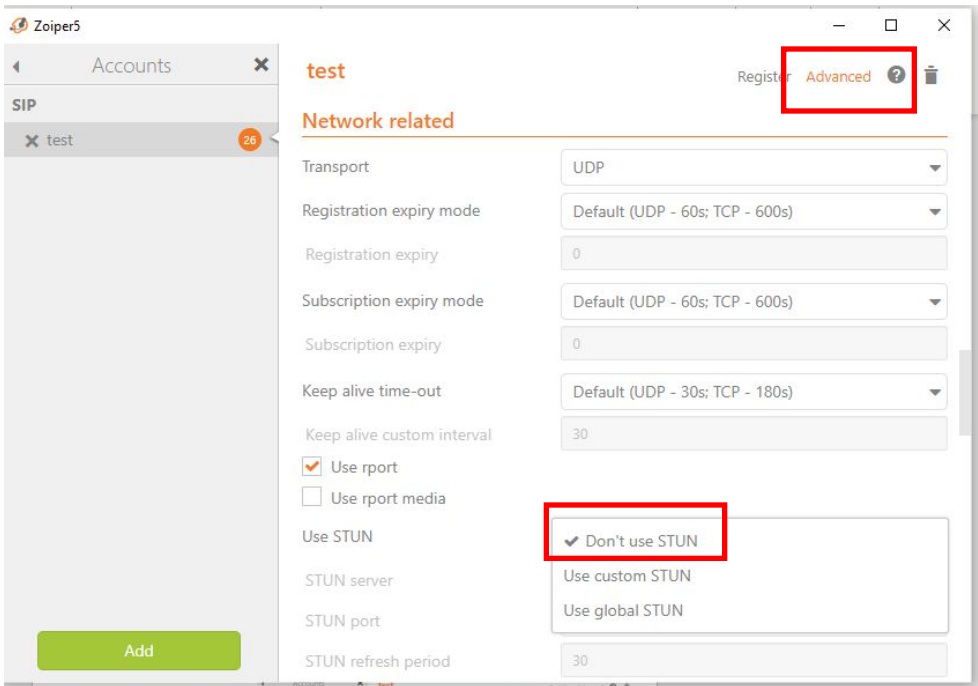 Zoiper5
Accounts
SIP
test
26
Add
test
Register Advanced ?
Network related
Transport UDP
Registration expiry mode Default (UDP - 60s; TCP - 600s)
Registration expiry 0
Subscription expiry mode Default (UDP - 60s; TCP - 600s)
Subscription expiry 0
Keep alive time-out Default (UDP - 30s; TCP - 180s)
Keep alive custom interval 30
Use rport
Use rport media
Use STUN Don't use STUN
Use custom STUN
Use global STUN
STUN server
STUN port
STUN refresh period 30